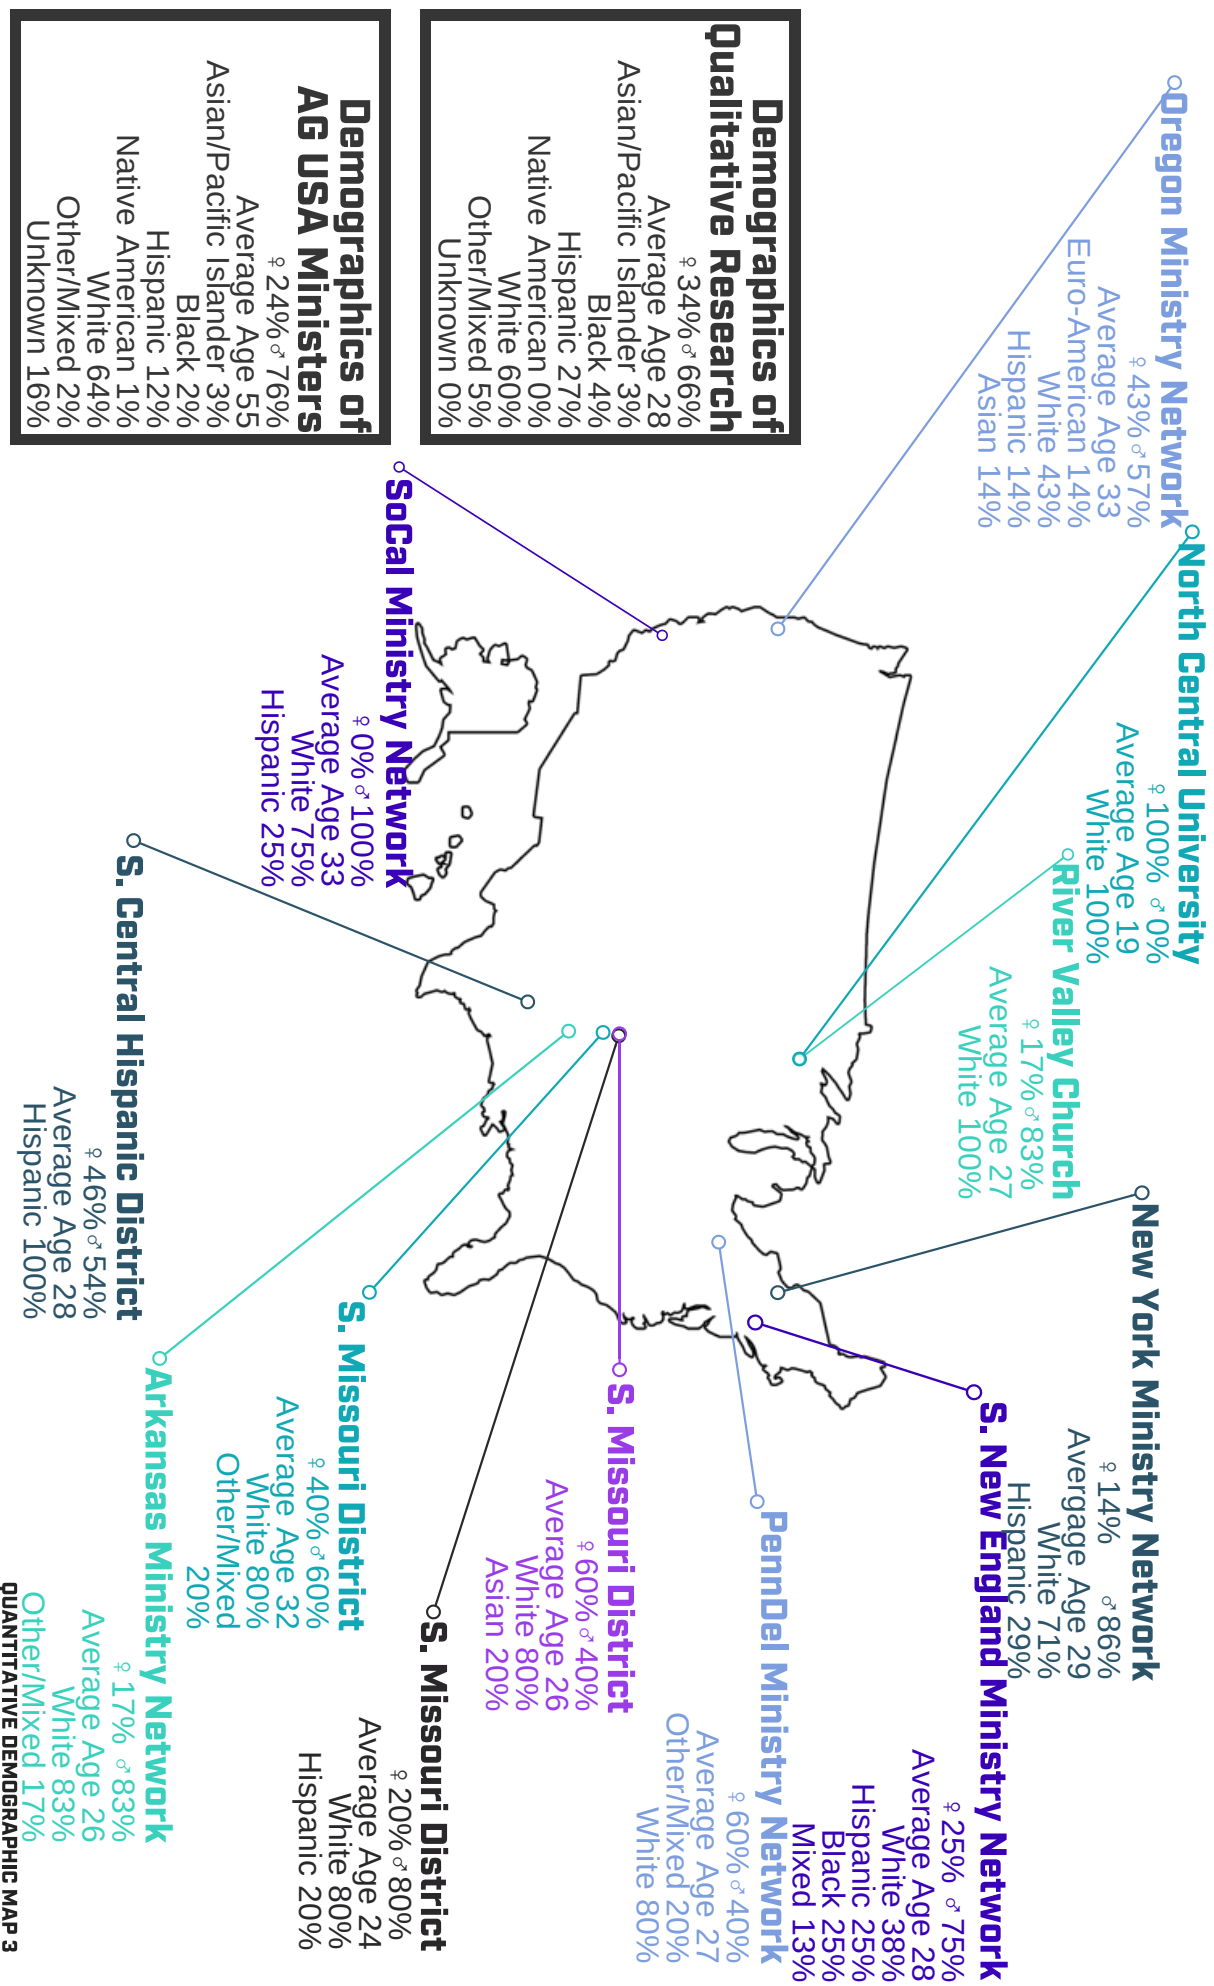 Oregon Ministry Network
♀43%♂57%
Average Age 33
Euro-American 14%
White 43%
Hispanic 14%
Asian 14%
North Central University
♀100% ♂0%
Average Age 19
White 100%
River Valley Church
♀17%♂83%
Average Age 27
White 100%
New York Ministry Network
♀14% ♂86%
Avergage Age 29
White 71%
Hispanic 29%
S. New England Ministry Network
♀25% ♂75%
Average Age 28
White 38%
Hispanic 25%
Black 25%
Mixed 13%
PennDel Ministry Network
♀60%♂40%
Average Age 27
Other/Mixed 20%
White 80%
S. Missouri District
♀60%♂40%
Average Age 26
White 80%
Asian 20%
S. Missouri District
♀20%♂80%
Average Age 24
White 80%
Hispanic 20%
S. Missouri District
♀40%♂60%
Average Age 32
White 80%
Other/Mixed
20%
Arkansas Ministry Network
♀17% ♂83%
Average Age 26
White 83%
Other/Mixed 17%
S. Central Hispanic District
♀46%♂54%
Average Age 28
Hispanic 100%
SoCal Ministry Network
♀0%♂100%
Average Age 33
White 75%
Hispanic 25%
Demographics of
Qualitative Research
♀34%♂66%
Average Age 28
Asian/Pacific Islander 3%
Black 4%
Hispanic 27%
Native American 0%
White 60%
Other/Mixed 5%
Unknown 0%
Demographics of
AG USA Ministers
♀24%♂76%
Average Age 55
Asian/Pacific Islander 3%
Black 2%
Hispanic 12%
Native American 1%
White 64%
Other/Mixed 2%
Unknown 16%
QUANTITATIVE DEMOGRAPHIC MAP 3